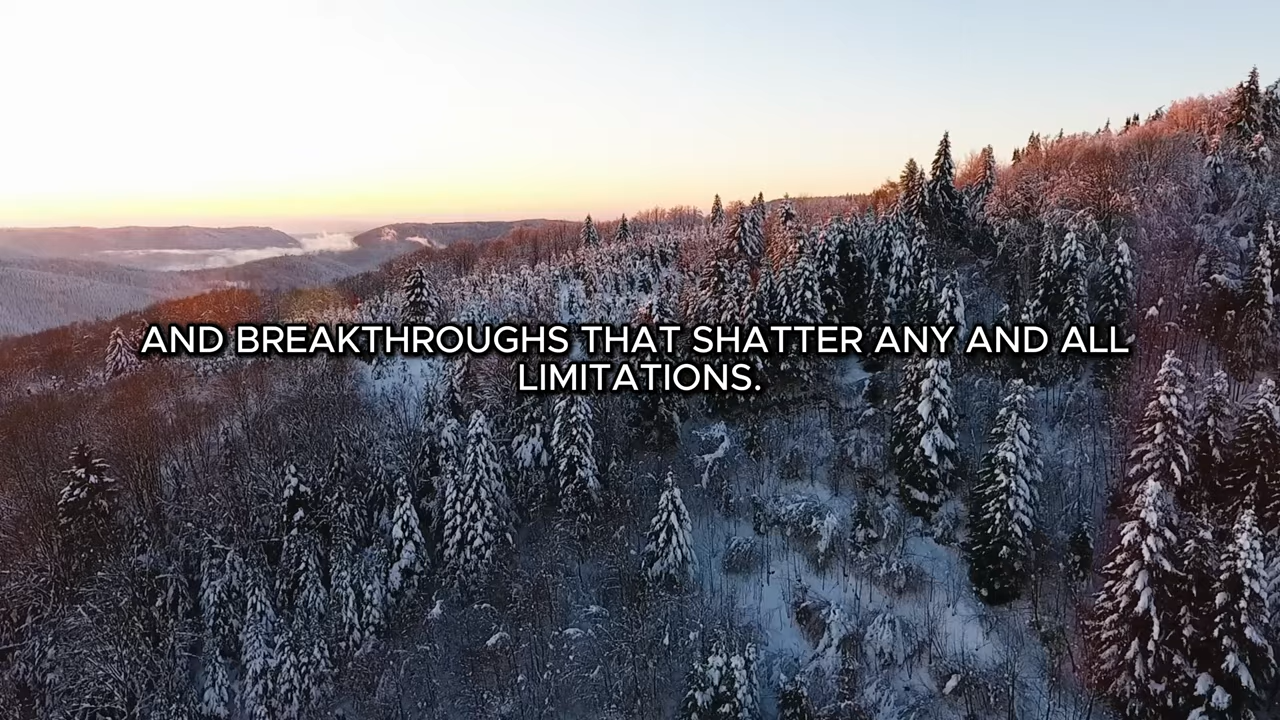 AND BREAKTHROUGHS THAT SHATTER ANY AND ALL
LIMITATIONS.